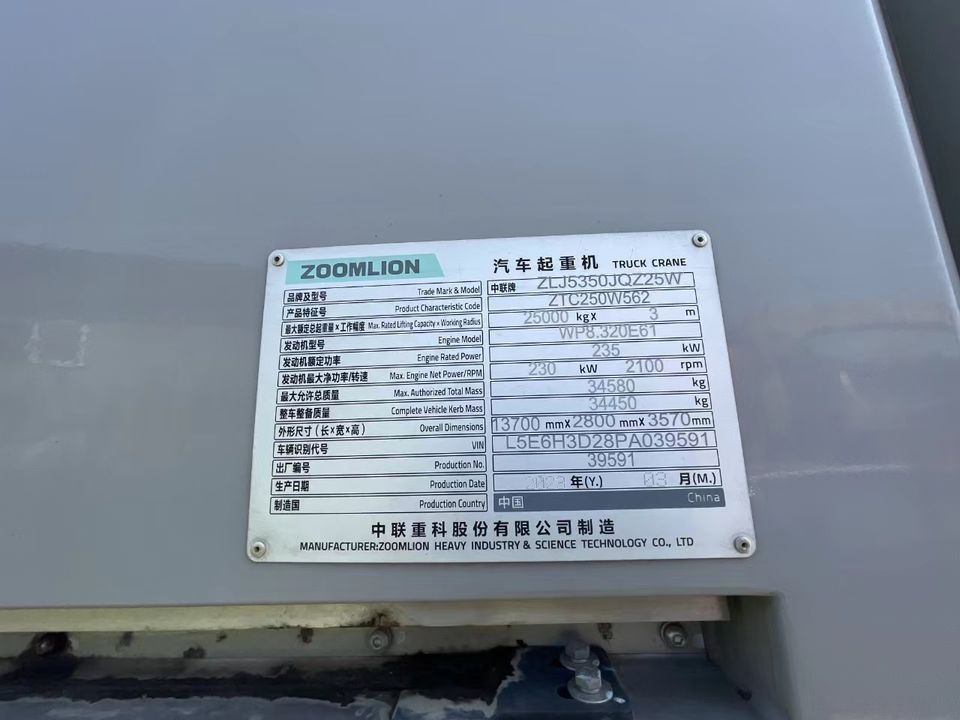 ZOOMLION 汽车起重机 TRUCK CRANE
品牌及型号 Trade Mark & Model 中联牌 ZLJ5350JQZ25W
产品特征号 Product Characteristic Code ZTC250W562
最大额定总起重量×工作幅度 Max. Rated Lifting Capacity × Working Radius 25000 kg× 3 m
发动机型号 Engine Model WP8.320E61
发动机额定功率 Engine Rated Power 235 kW
发动机最大净功率/转速 Max. Engine Net Power/RPM 230 kW 2100 rpm
最大允许总质量 Max. Authorized Total Mass 34580 kg
整车整备质量 Complete Vehicle Kerb Mass 34450 kg
外形尺寸（长×宽×高） Overall Dimensions 13700 mm× 2800 mm× 3570 mm
车辆识别代号 VIN L5E6H3D28PA039591
出厂编号 Production No. 39591
生产日期 Production Date 2023 年(Y.) 03 月(M.)
制造国 Production Country 中国 China
中联重科股份有限公司制造
MANUFACTURER:ZOOMLION HEAVY INDUSTRY & SCIENCE TECHNOLOGY CO., LTD